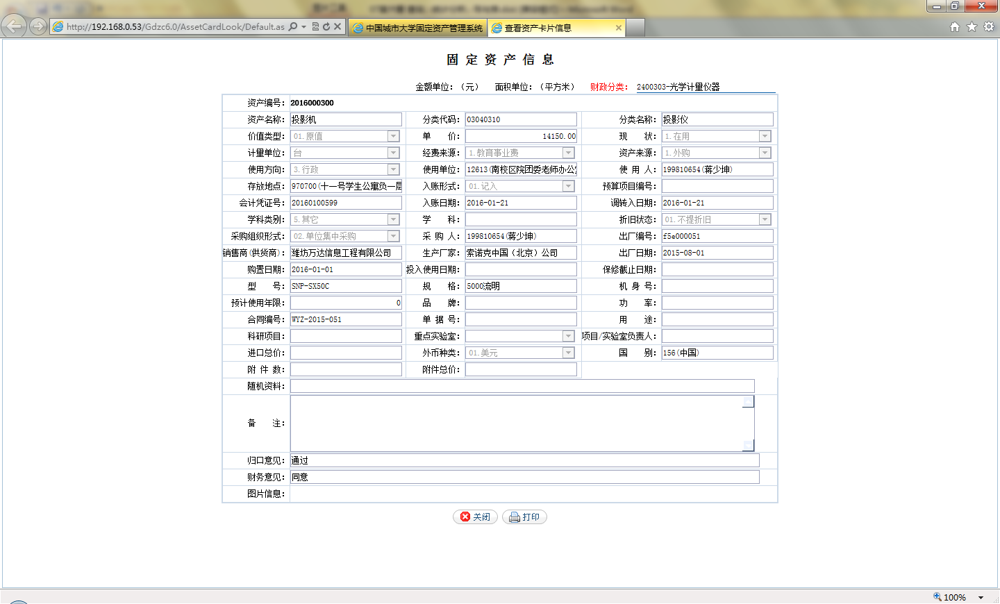 http://192.168.0.53/Gdzc6.0/AssetCardLook/Default.as
中国城市大学固定资产管理系统
查看资产卡片信息
固 定 资 产 信 息
金额单位：（元） 面积单位：（平方米） 财政分类： 2400303-光学计量仪器
资产编号： 2016000300
资产名称： 投影机 分类代码： 03040310 分类名称： 投影仪
价值类型： 01.原值 单 价： 14150.00 现 状： 1.在用
计量单位： 台 经费来源： 1.教育事业费 资产来源： 1.外购
使用方向： 3.行政 使用单位： 12613(南校区院团委老师办公 使 用 人： 199810654(蒋少坤)
存放地点： 970700(十一号学生公寓负一层 入账形式： 01.记入 预算项目编号：
会计凭证号： 20160100599 入账日期： 2016-01-21 调转入日期： 2016-01-21
学科类别： 5.其它 学 科： 折旧状态： 01.不提折旧
采购组织形式： 02.单位集中采购 采 购 人： 199810654(蒋少坤) 出厂编号： f5e000051
销售商(供货商)： 潍坊万达信息工程有限公司 生产厂家： 索诺克中国（北京）公司 出厂日期： 2015-08-01
购置日期： 2016-01-01 投入使用日期： 保修截止日期：
型 号： SNP-SX50C 规 格： 5000流明 机 身 号：
预计使用年限： 0 品 牌： 功 率：
合同编号： WYZ-2015-051 单 据 号： 用 途：
科研项目： 重点实验室： 项目/实验室负责人：
进口总价： 外币种类： 01.美元 国 别： 156(中国)
附 件 数： 附件总价：
随机资料：
备 注：
归口意见： 通过
财务意见： 同意
图片信息：
关闭 打印
100%